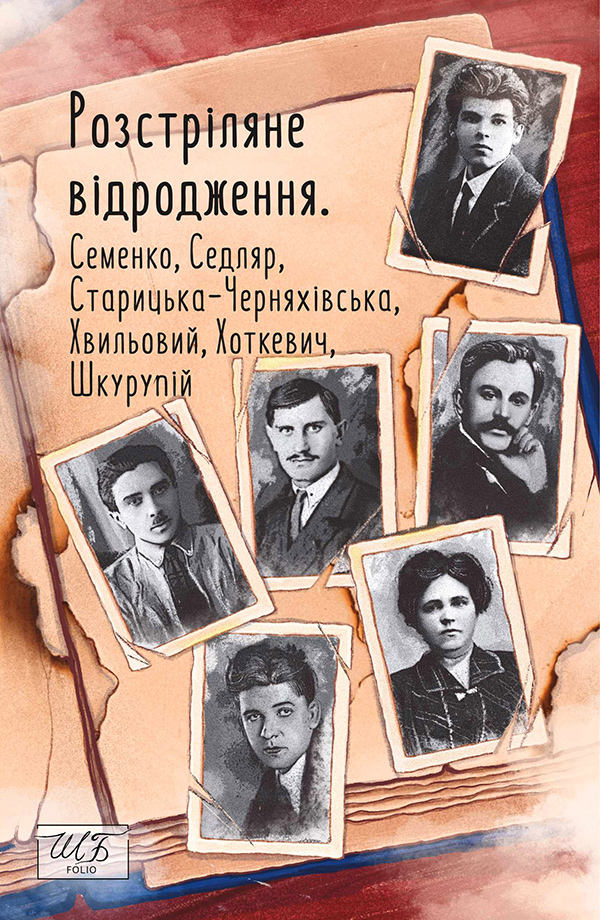 Розстріляне
відродження.
Семенко, Седляр,
Старицька-Черняхівська,
Хвильовий, Хоткевич,
Шкурупій
ШБ
FOLIO